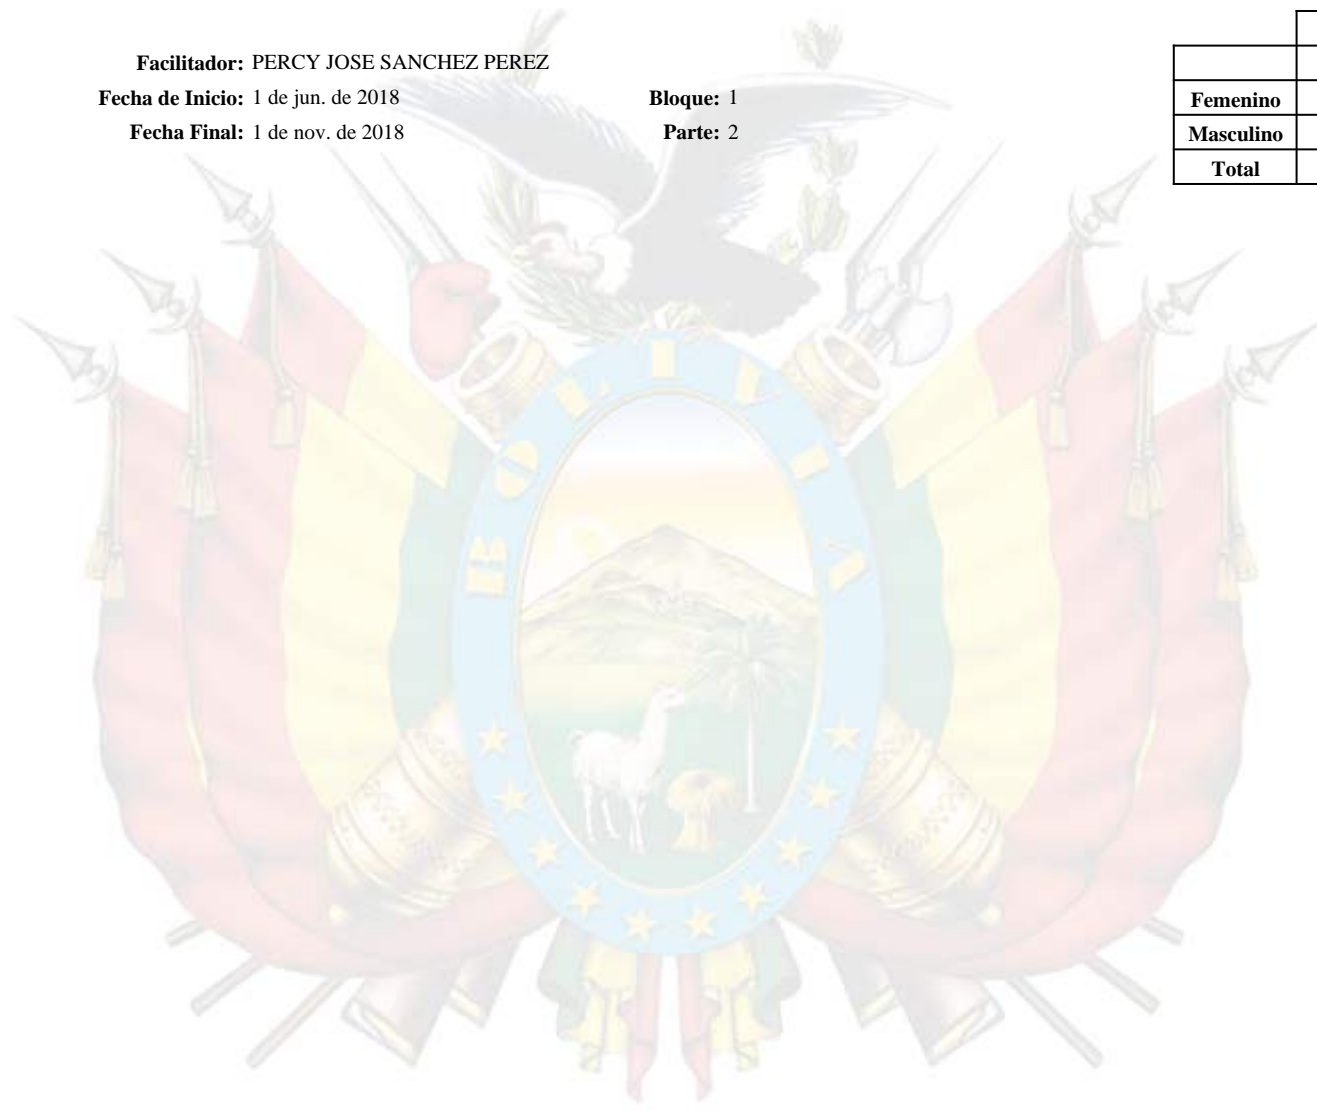 Facilitador: PERCY JOSE SANCHEZ PEREZ
Fecha de Inicio: 1 de jun. de 2018 Bloque: 1
Fecha Final: 1 de nov. de 2018 Parte: 2
Femenino
Masculino
Total
BOLIVIA